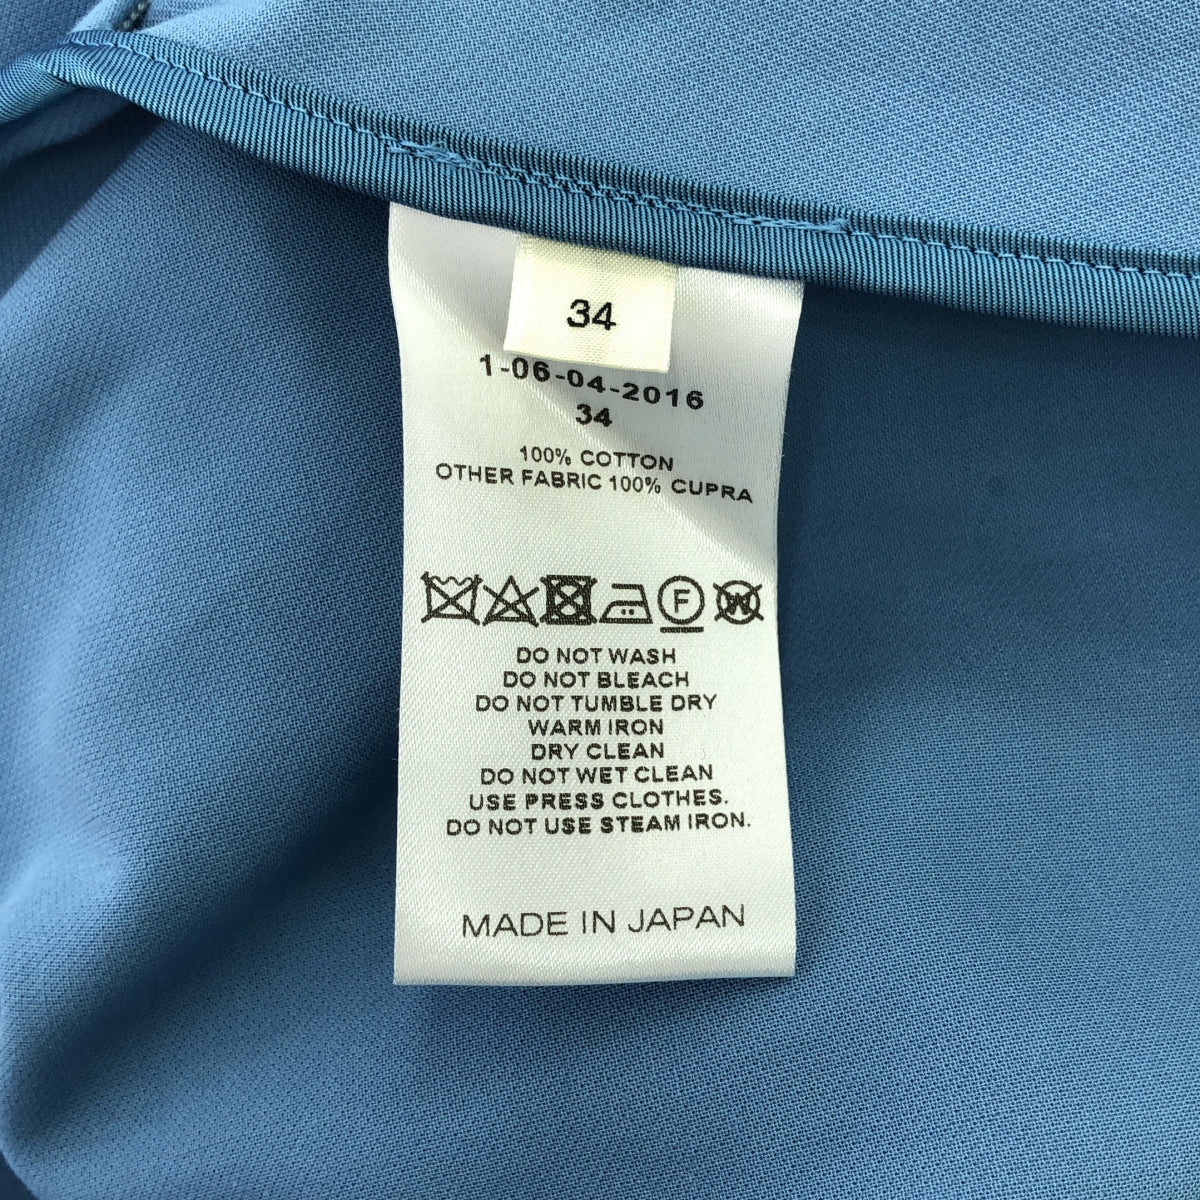 34
1-06-04-2016
34
100% COTTON
OTHER FABRIC 100% CUPRA
F W
DO NOT WASH
DO NOT BLEACH
DO NOT TUMBLE DRY
WARM IRON
DRY CLEAN
DO NOT WET CLEAN
USE PRESS CLOTHES.
DO NOT USE STEAM IRON.
MADE IN JAPAN